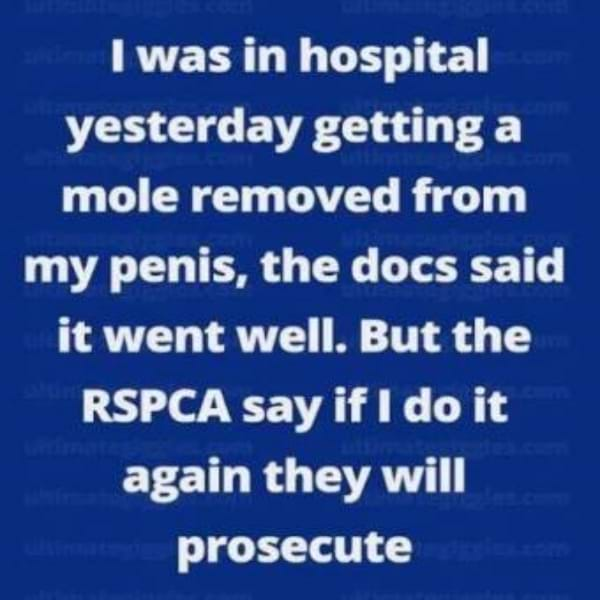 I was in hospital
yesterday getting a
mole removed from
my penis, the docs said
it went well. But the
RSPCA say if I do it
again they will
prosecute